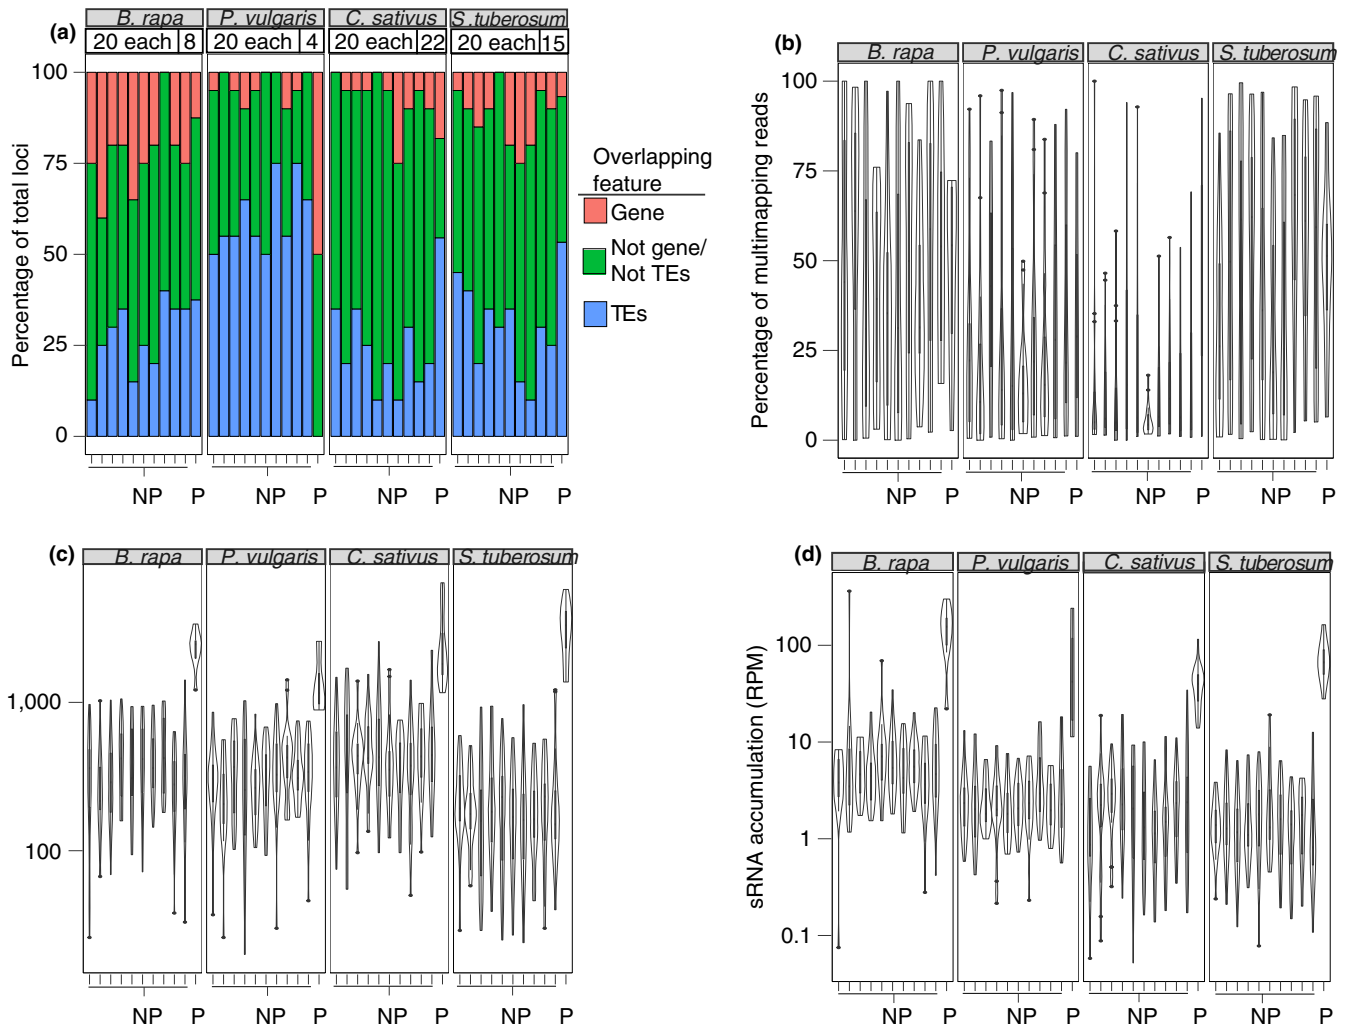 (a)
B. rapa
P. vulgaris
C. sativus
S.tuberosum
20 each 8
20 each 4
20 each 22
20 each 15
Percentage of total loci
100
75
50
25
0
NP P
NP P
NP P
NP P
Overlapping
feature
Gene
Not gene/
Not TEs
TEs
(b)
B. rapa
P. vulgaris
C. sativus
S. tuberosum
Percentage of multimapping reads
100
75
50
25
0
NP P
NP P
NP P
NP P
(c)
B. rapa
P. vulgaris
C. sativus
S. tuberosum
1,000
100
NP P
NP P
NP P
NP P
(d)
B. rapa
P. vulgaris
C. sativus
S. tuberosum
sRNA accumulation (RPM)
100
10
1
0.1
NP P
NP P
NP P
NP P